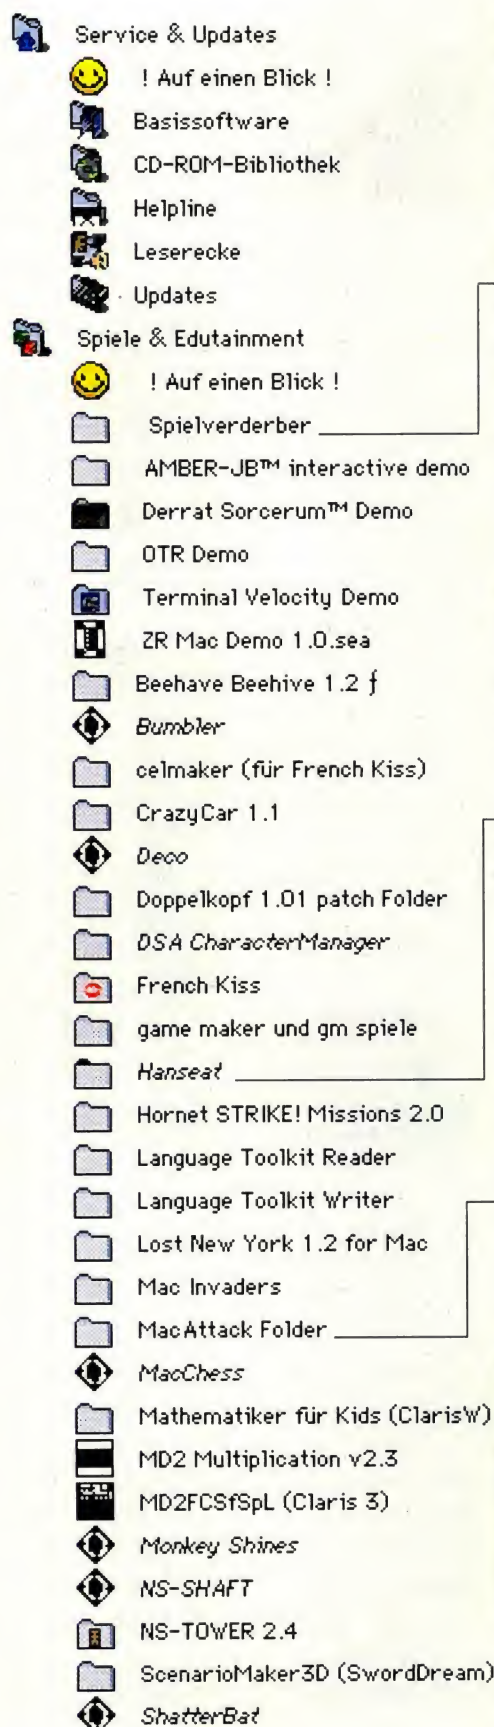 Service & Updates
! Auf einen Blick !
Basissoftware
CD-ROM-Bibliothek
Helpline
Leserecke
Updates
Spiele & Edutainment
! Auf einen Blick !
Spielverderber
AMBER-JB™ interactive demo
Derrat Sorcerum™ Demo
OTR Demo
Terminal Velocity Demo
ZR Mac Demo 1.0.sea
Beehave Beehive 1.2 ƒ
Bumbler
celmaker (für French Kiss)
CrazyCar 1.1
Deco
Doppelkopf 1.01 patch Folder
DSA CharacterManager
French Kiss
game maker und gm spiele
Hanseat
Hornet STRIKE! Missions 2.0
Language Toolkit Reader
Language Toolkit Writer
Lost New York 1.2 for Mac
Mac Invaders
MacAttack Folder
MacChess
Mathematiker für Kids (ClarisW)
MD2 Multiplication v2.3
MD2FCSfSpL (Claris 3)
Monkey Shines
NS-SHAFT
NS-TOWER 2.4
ScenarioMaker3D (SwordDream)
ShatterBat